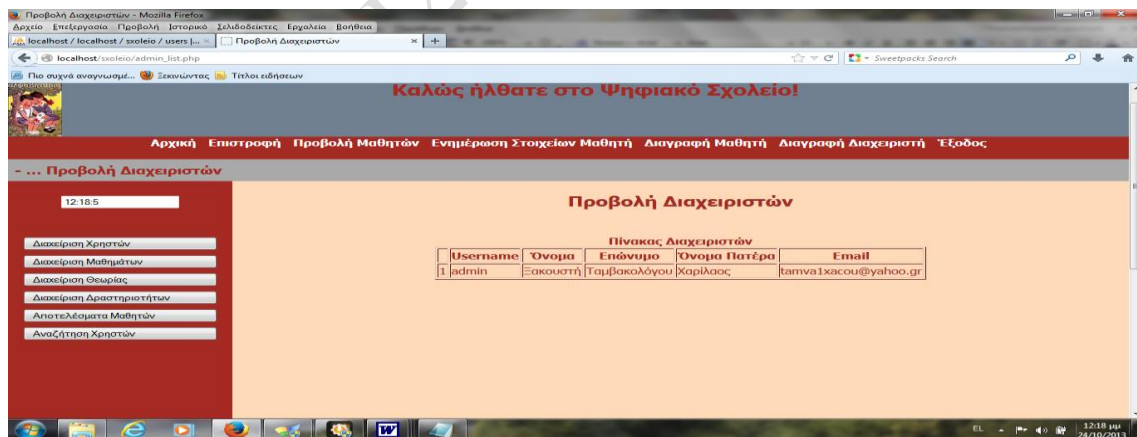 Προβολή Διαχειριστών - Mozilla Firefox
Αρχείο Επεξεργασία Προβολή Ιστορικό Σελιδοδείκτες Εργαλεία Βοήθεια
localhost / localhost / sxoleio / users |... × Προβολή Διαχειριστών × +
localhost/sxoleio/admin_list.php Sweetpacks Search
Πιο συχνά αναγνωσμέ... Ξεκινώντας Τίτλοι ειδήσεων
Καλώς ήλθατε στο Ψηφιακό Σχολείο!
Αρχική Επιστροφή Προβολή Μαθητών Ενημέρωση Στοιχείων Μαθητή Διαγραφή Μαθητή Διαγραφή Διαχειριστή Έξοδος
- ... Προβολή Διαχειριστών
12:18:5
Διαχείριση Χρηστών
Διαχείριση Μαθημάτων
Διαχείριση Θεωρίας
Διαχείριση Δραστηριοτήτων
Αποτελέσματα Μαθητών
Αναζήτηση Χρηστών
Προβολή Διαχειριστών
Πίνακας Διαχειριστών
Username Όνομα Επώνυμο Όνομα Πατέρα Email
1 admin Ξακουστή Ταμβακολόγου Χαρίλαος tamva1xacou@yahoo.gr
EL 12:18 μμ
24/10/2013